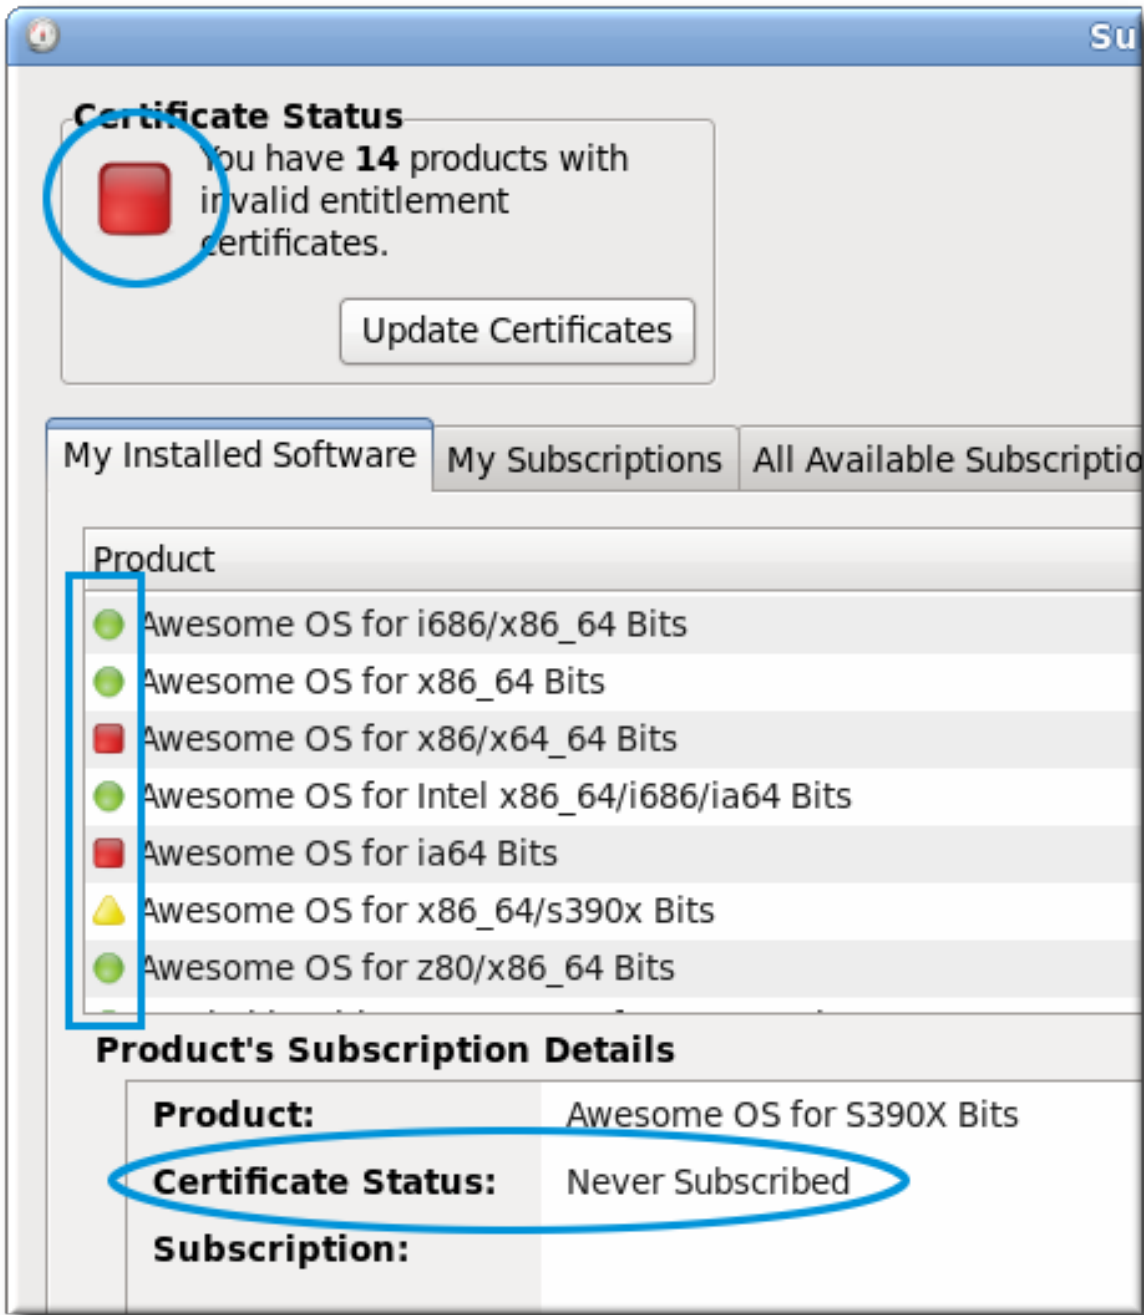 Su
Certificate Status
You have 14 products with
invalid entitlement
certificates.
Update Certificates
My Installed Software
My Subscriptions
All Available Subscriptio
Product
Awesome OS for i686/x86_64 Bits
Awesome OS for x86_64 Bits
Awesome OS for x86/x64_64 Bits
Awesome OS for Intel x86_64/i686/ia64 Bits
Awesome OS for ia64 Bits
Awesome OS for x86_64/s390x Bits
Awesome OS for z80/x86_64 Bits
Product's Subscription Details
Product: Awesome OS for S390X Bits
Certificate Status: Never Subscribed
Subscription: